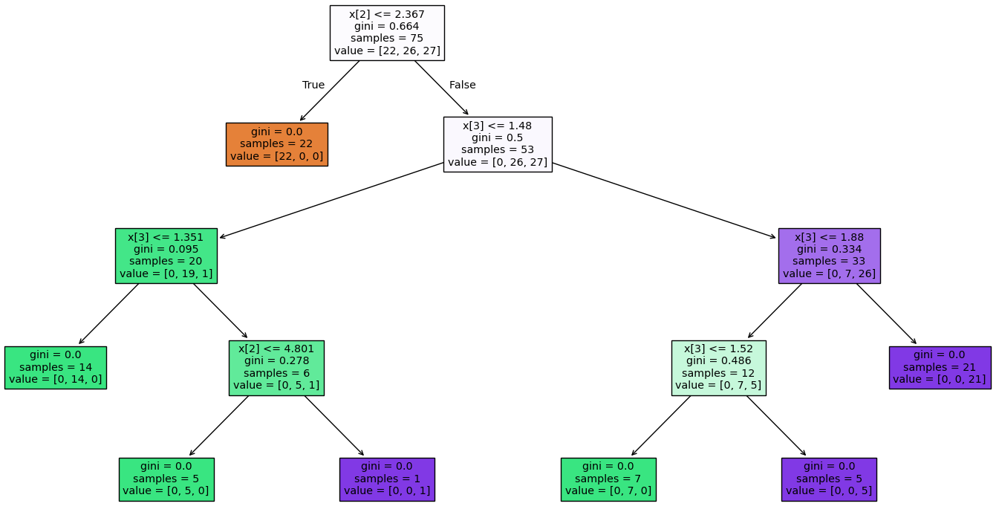 x[2] <= 2.367
gini = 0.664
samples = 75
value = [22, 26, 27]
True
False
gini = 0.0
samples = 22
value = [22, 0, 0]
x[3] <= 1.48
gini = 0.5
samples = 53
value = [0, 26, 27]
x[3] <= 1.351
gini = 0.095
samples = 20
value = [0, 19, 1]
x[3] <= 1.88
gini = 0.334
samples = 33
value = [0, 7, 26]
gini = 0.0
samples = 14
value = [0, 14, 0]
x[2] <= 4.801
gini = 0.278
samples = 6
value = [0, 5, 1]
x[3] <= 1.52
gini = 0.486
samples = 12
value = [0, 7, 5]
gini = 0.0
samples = 21
value = [0, 0, 21]
gini = 0.0
samples = 5
value = [0, 5, 0]
gini = 0.0
samples = 1
value = [0, 0, 1]
gini = 0.0
samples = 7
value = [0, 7, 0]
gini = 0.0
samples = 5
value = [0, 0, 5]